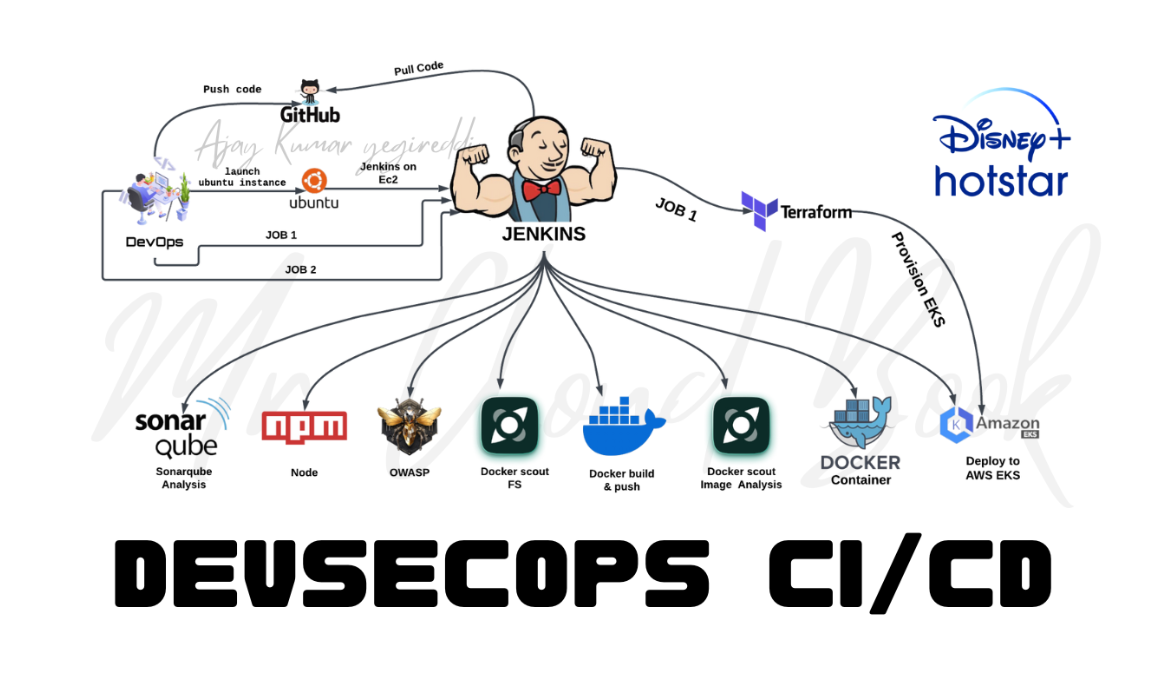 Pull Code
Push code
GitHub
Ajay Kumar yegireddi
DISNEY+
hotstar
launch
ubuntu instance
Jenkins on
Ec2
ubuntu
JOB 1
Terraform
DevOps
JENKINS
JOB 1
JOB 2
Provision EKS
Mr Cloud Book
sonar
qube
npm
K
Amazon
EKS
DOCKER
Sonarqube
Analysis
Node
OWASP
Docker scout
FS
Docker build
& push
Docker scout
Image Analysis
Container
Deploy to
AWS EKS
DEVSECOPS CI/CD